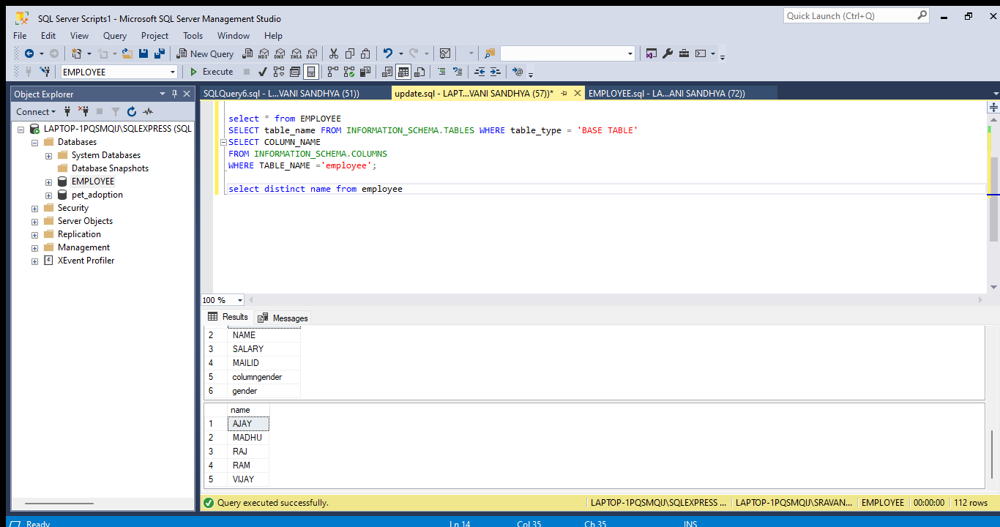 SQL Server Scripts1 - Microsoft SQL Server Management Studio
Quick Launch (Ctrl+Q)
File Edit View Query Project Tools Window Help
New Query MDX DMX XMLA DAX
EMPLOYEE Execute
Object Explorer
Connect
LAPTOP-1PQSMQIJ\SQLEXPRESS (SQL
Databases
System Databases
Database Snapshots
EMPLOYEE
pet_adoption
Security
Server Objects
Replication
Management
XEvent Profiler
SQLQuery6.sql - L...VANI SANDHYA (51)) update.sql - LAPT...VANI SANDHYA (57))* EMPLOYEE.sql - LA...ANI SANDHYA (72))
select * from EMPLOYEE
SELECT table_name FROM INFORMATION_SCHEMA.TABLES WHERE table_type = 'BASE TABLE'
SELECT COLUMN_NAME
FROM INFORMATION_SCHEMA.COLUMNS
WHERE TABLE_NAME ='employee';
select distinct name from employee
100 %
Results Messages
2 NAME
3 SALARY
4 MAILID
5 columngender
6 gender
name
1 AJAY
2 MADHU
3 RAJ
4 RAM
5 VIJAY
Query executed successfully. LAPTOP-1PQSMQIJ\SQLEXPRESS ... LAPTOP-1PQSMQIJ\SRAVAN... EMPLOYEE 00:00:00 112 rows
Ready Ln 14 Col 35 Ch 35 INS